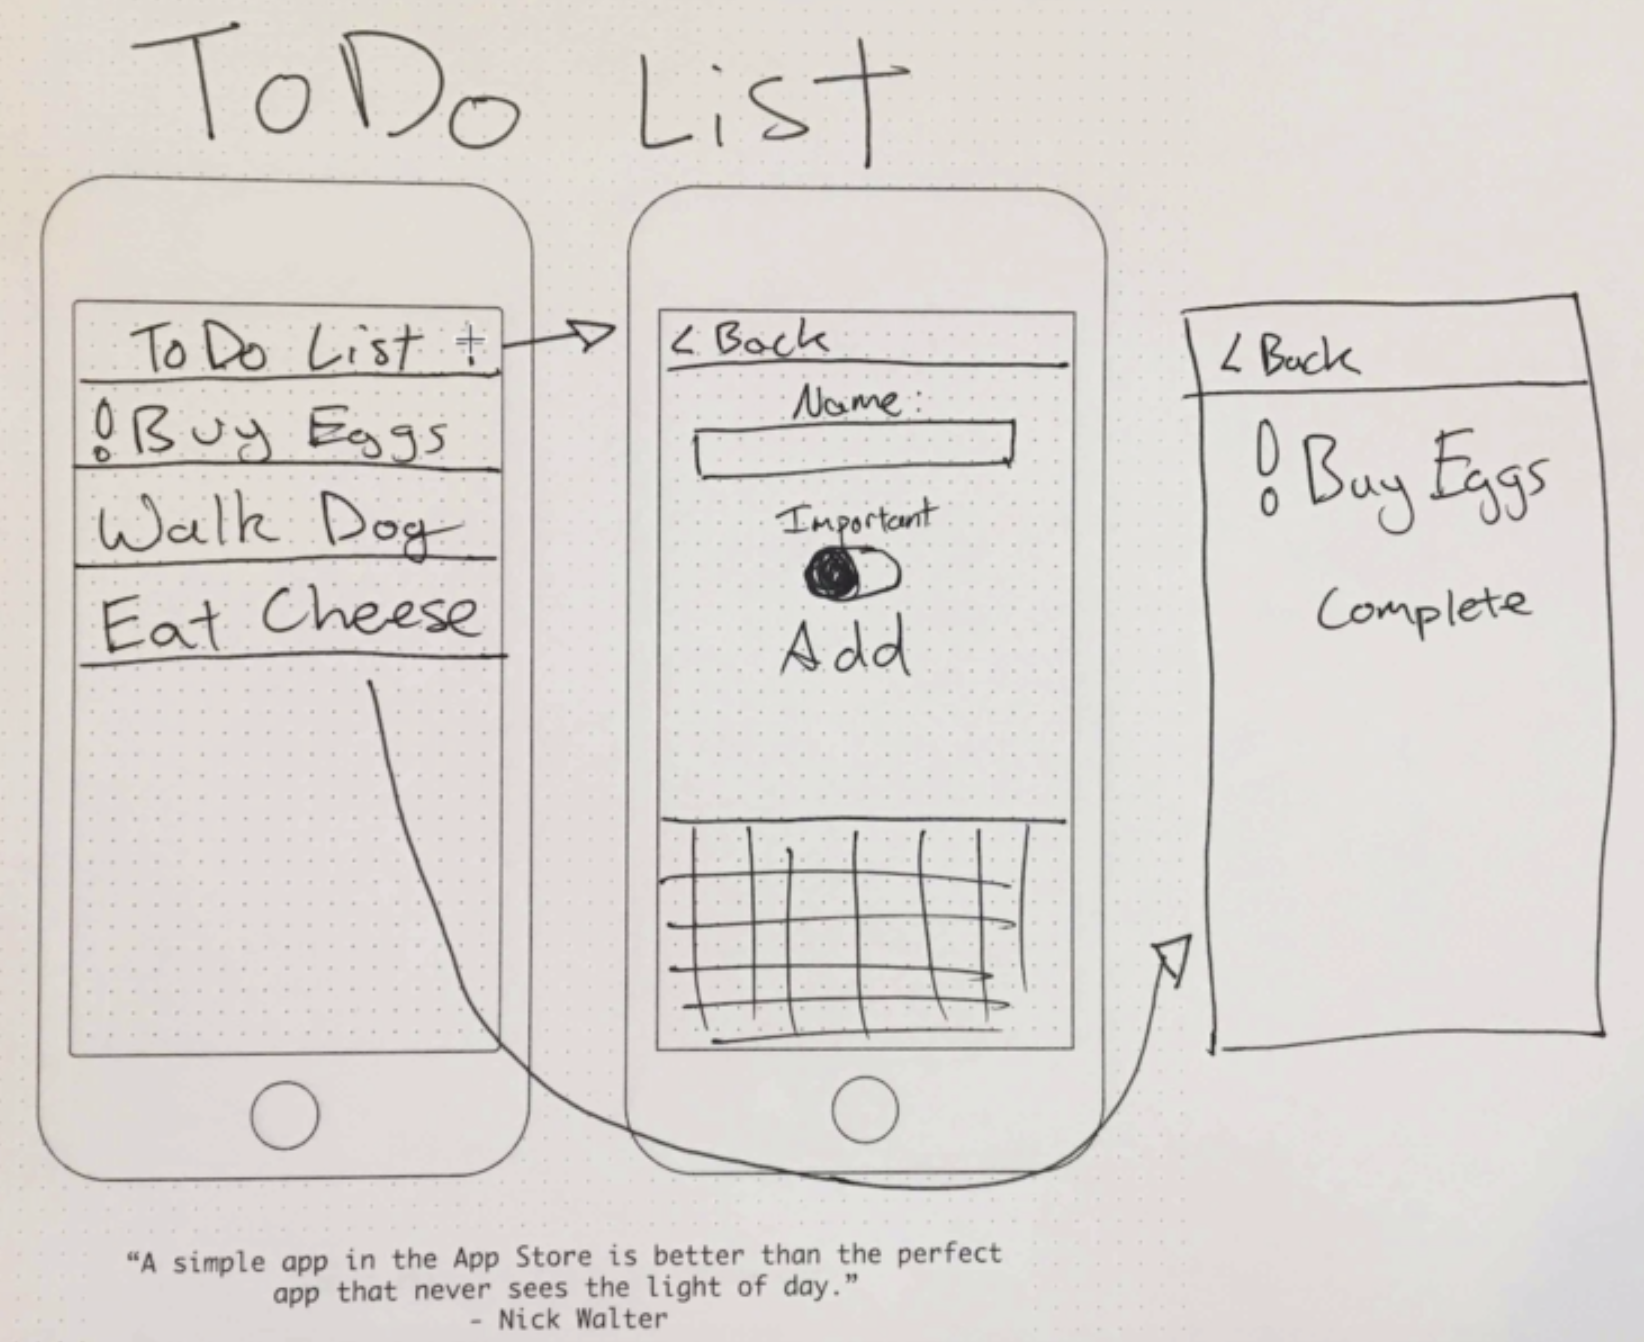 ToDo List
ToDo List +
! Buy Eggs
Walk Dog
Eat Cheese
< Back
Name:
Important
Add
< Back
! Buy Eggs
Complete
“A simple app in the App Store is better than the perfect
app that never sees the light of day.”
- Nick Walter